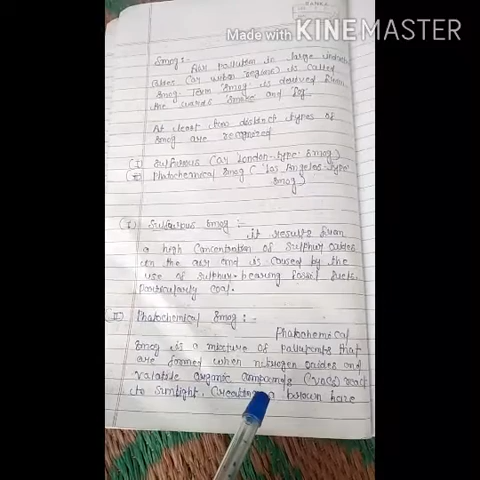 Made with KINEMASTER
Smog :- Air pollution in large
cities (or urban regions) is called
Smog. Term 'Smog' is derived from
the words 'Smoke' and 'fog'
At least two distinct types of
Smog are recognized
(I) Sulfurous (or London-type Smog)
(II) Photochemical Smog (Los Angeles-type
Smog)
(I) Sulfurous Smog :-
it results from
a high concentration of Sulphur oxides
in the air and is caused by the
use of sulphur-bearing fossil fuels
Particularly coal.
(II) Photochemical Smog :-
Photochemical
Smog is a mixture of pollutants that
are formed when nitrogen oxides and
volatile organic compounds (VOCs) react
to sunlight, creating a brown haze